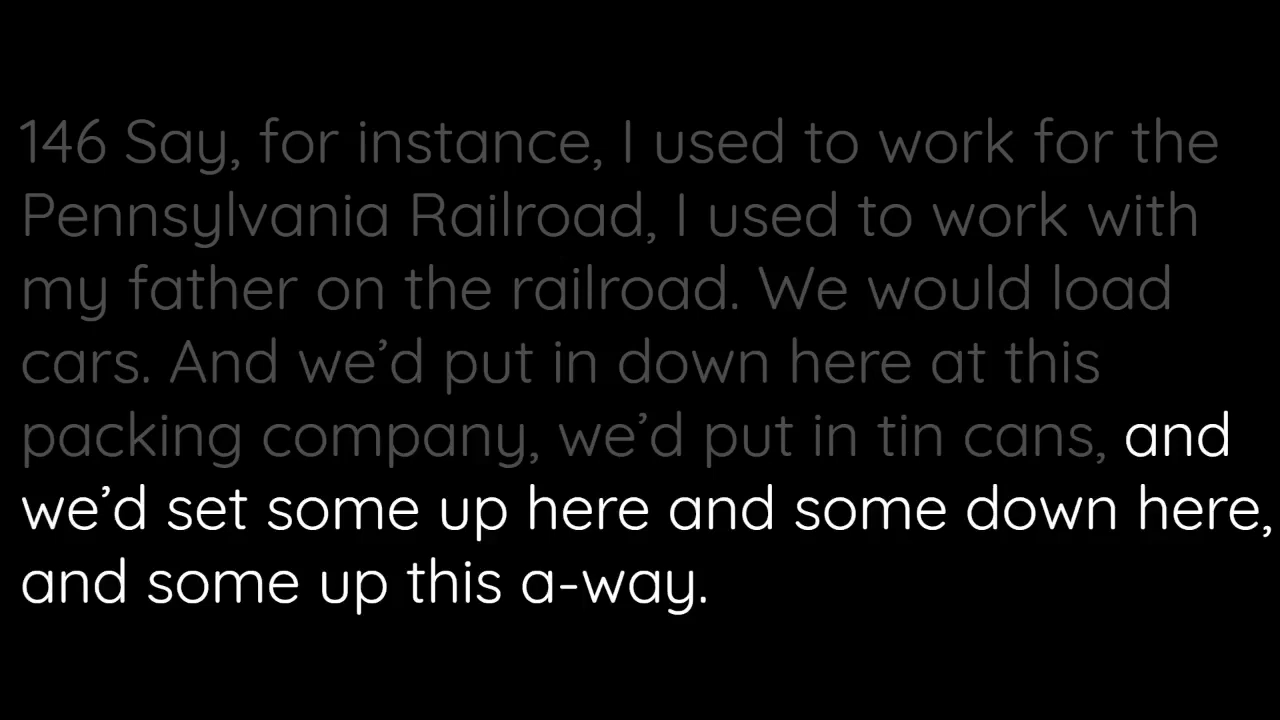 146 Say, for instance, I used to work for the
Pennsylvania Railroad, I used to work with
my father on the railroad. We would load
cars. And we’d put in down here at this
packing company, we’d put in tin cans, and
we’d set some up here and some down here,
and some up this a-way.